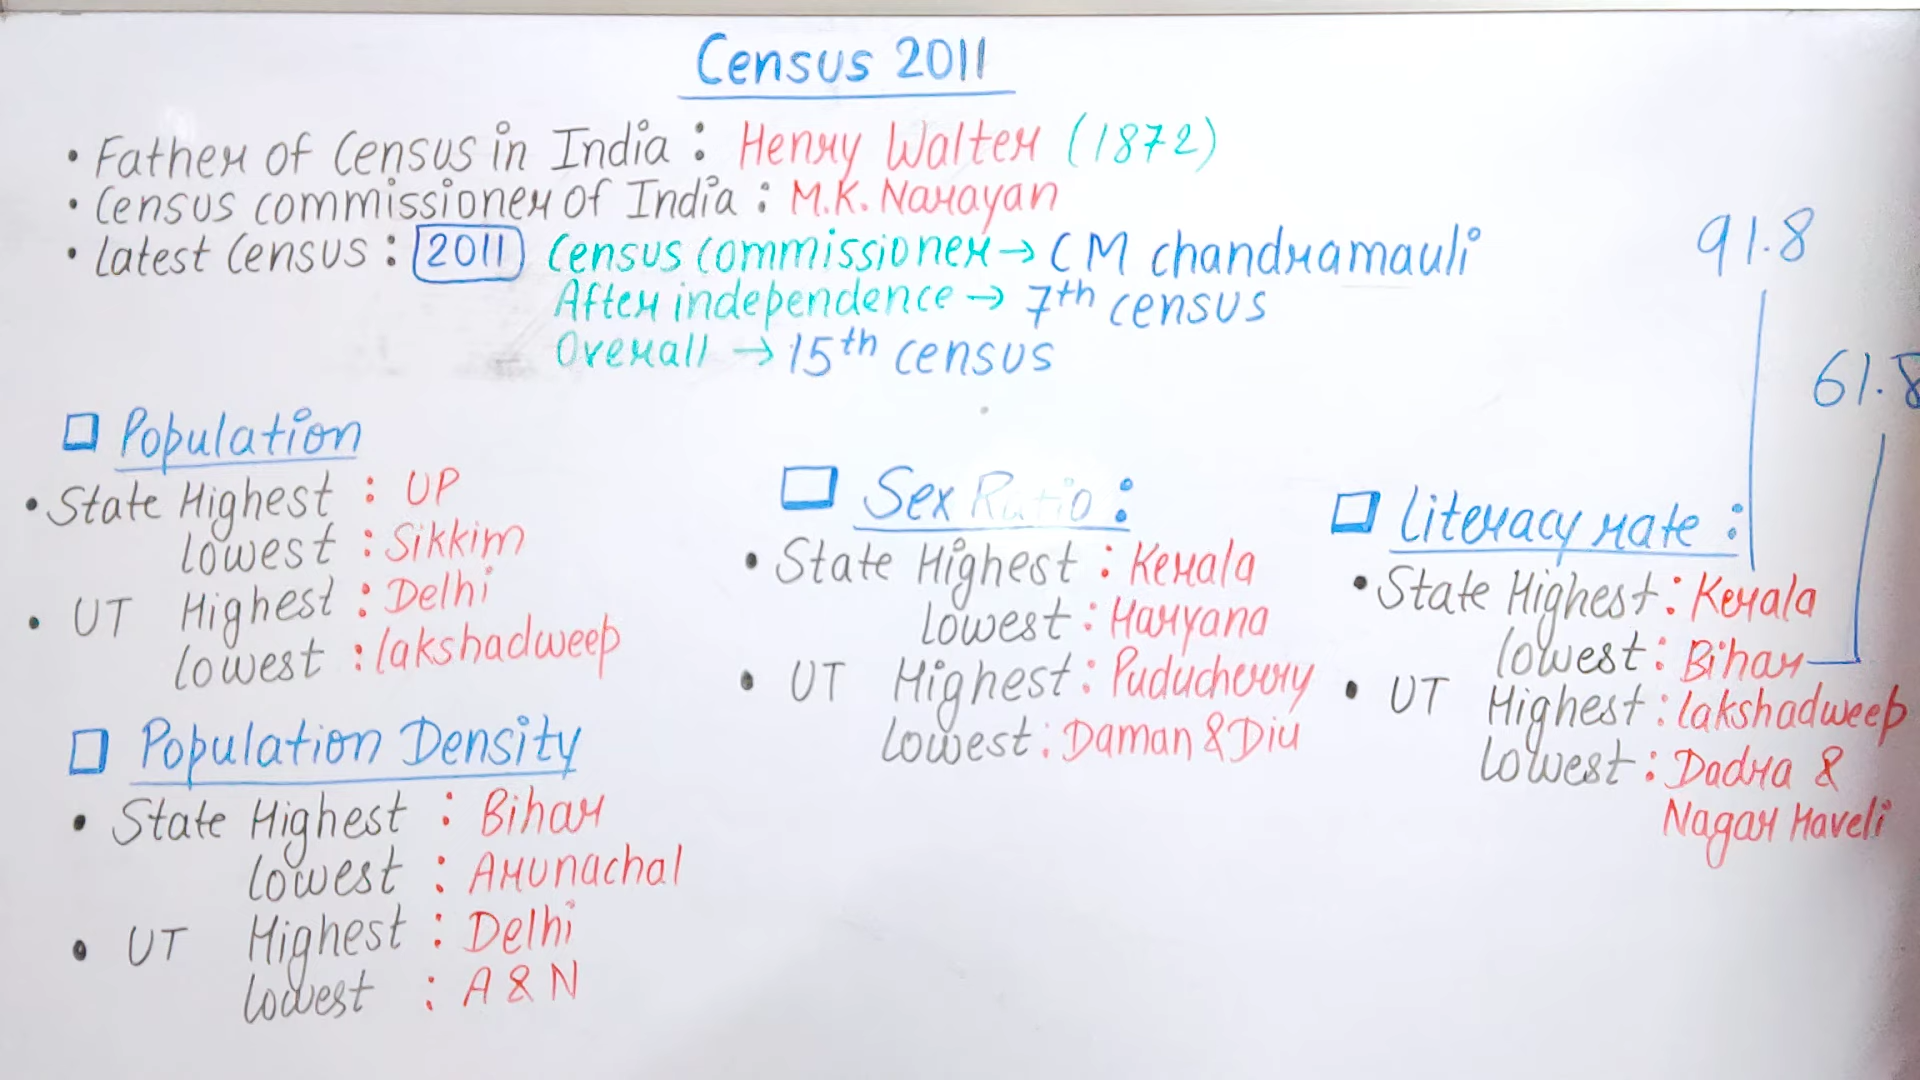 Census 2011
• Father of Census in India : Henry Walter (1872)
• Census commissioner of India : M.K. Narayan
• Latest Census : 2011 Census Commissioner → C M chandramauli
After independence → 7th census
Overall → 15th census
91.8
61.8
Population
• State Highest : UP
lowest : Sikkim
• UT Highest : Delhi
lowest : lakshadweep
Population Density
• State Highest : Bihar
lowest : Arunachal
• UT Highest : Delhi
lowest : A & N
Sex Ratio :
• State Highest : Kerala
lowest : Haryana
• UT Highest : Puducherry
lowest : Daman & Diu
Literacy rate :
• State Highest : Kerala
lowest : Bihar
• UT Highest : lakshadweep
lowest : Dadra &
Nagar Haveli